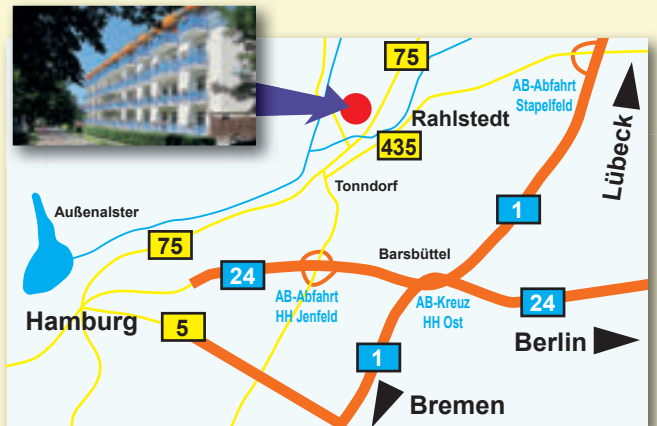 75
AB-Abfahrt
Stapelfeld
Lübeck
Rahlstedt
435
Tonndorf
1
Außenalster
75
Barsbüttel
24
AB-Abfahrt
HH Jenfeld
AB-Kreuz
HH Ost
24
Hamburg
5
Berlin
1
Bremen